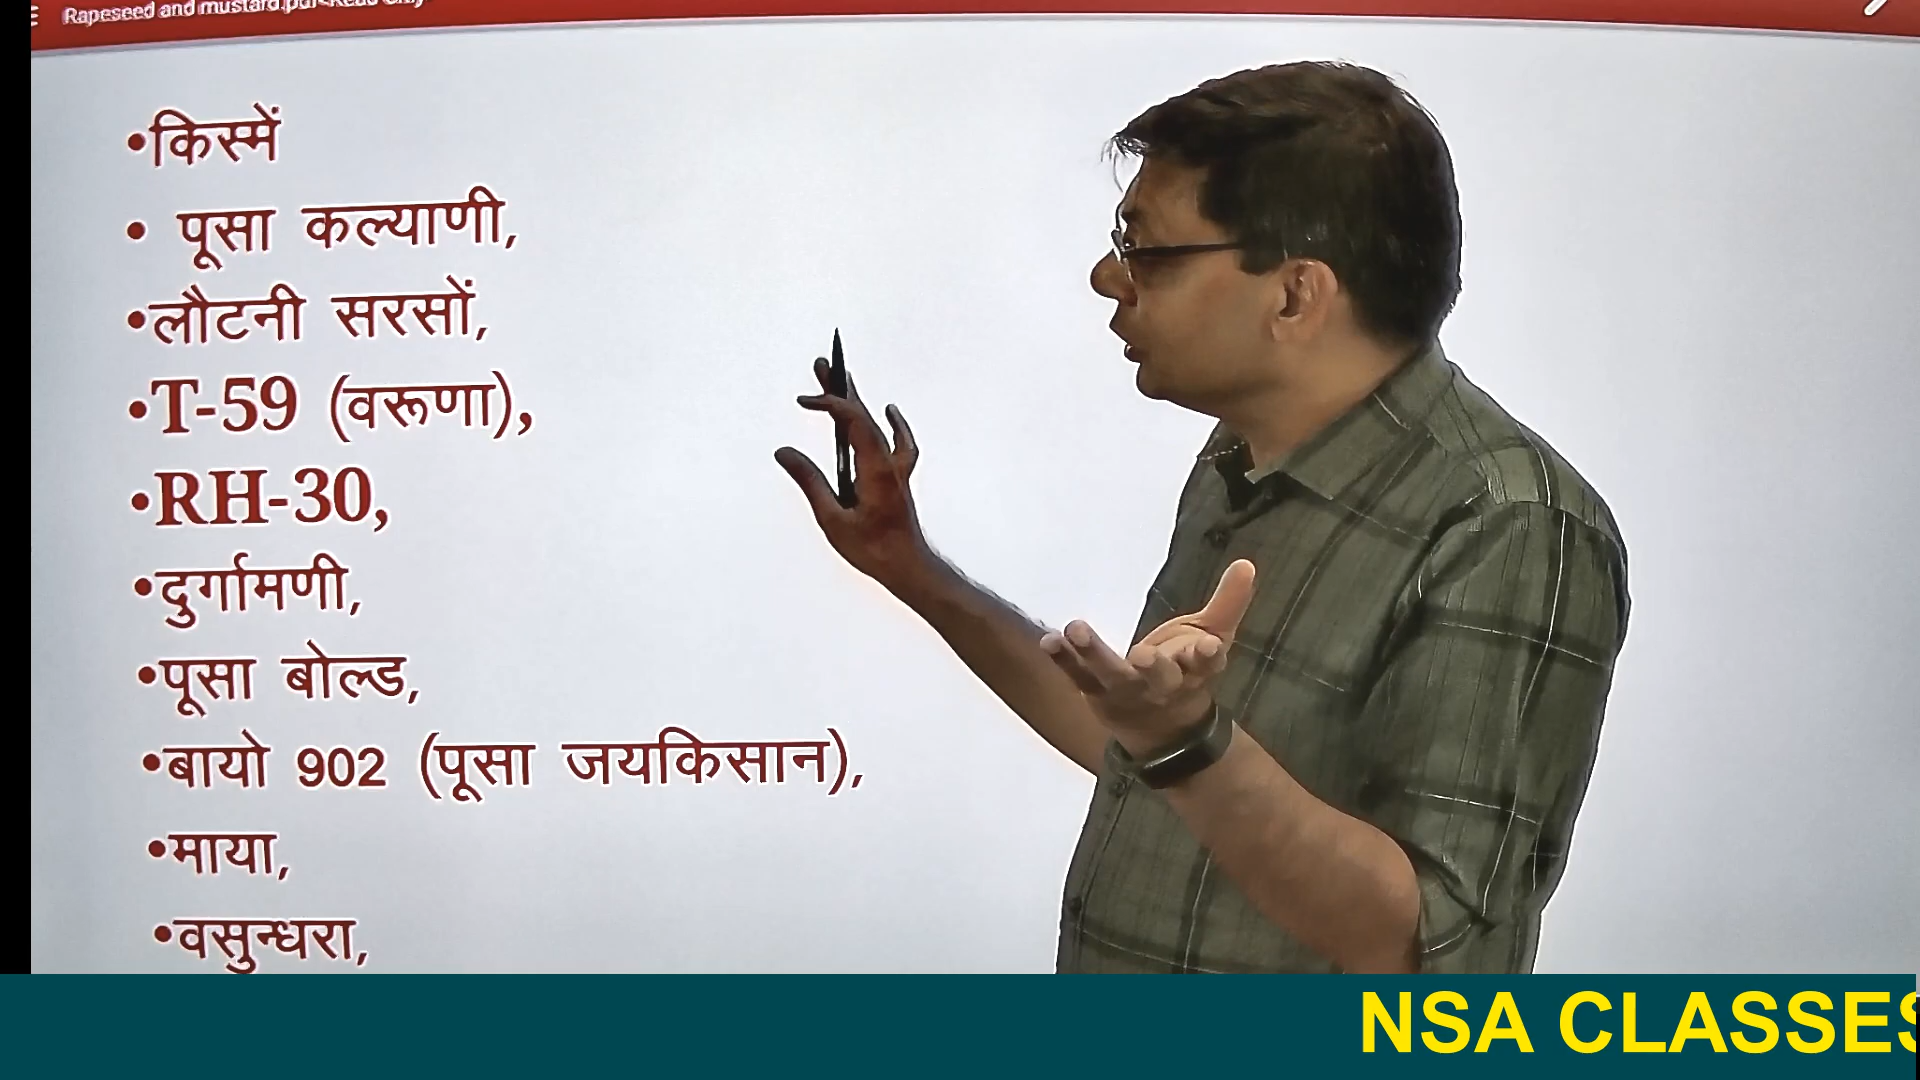 Rapeseed and mustard.pdf
•किस्में
• पूसा कल्याणी,
•लौटनी सरसों,
•T-59 (वरूणा),
•RH-30,
•दुर्गामणी,
•पूसा बोल्ड,
•बायो 902 (पूसा जयकिसान),
•माया,
•वसुन्धरा,
NSA CLASSES